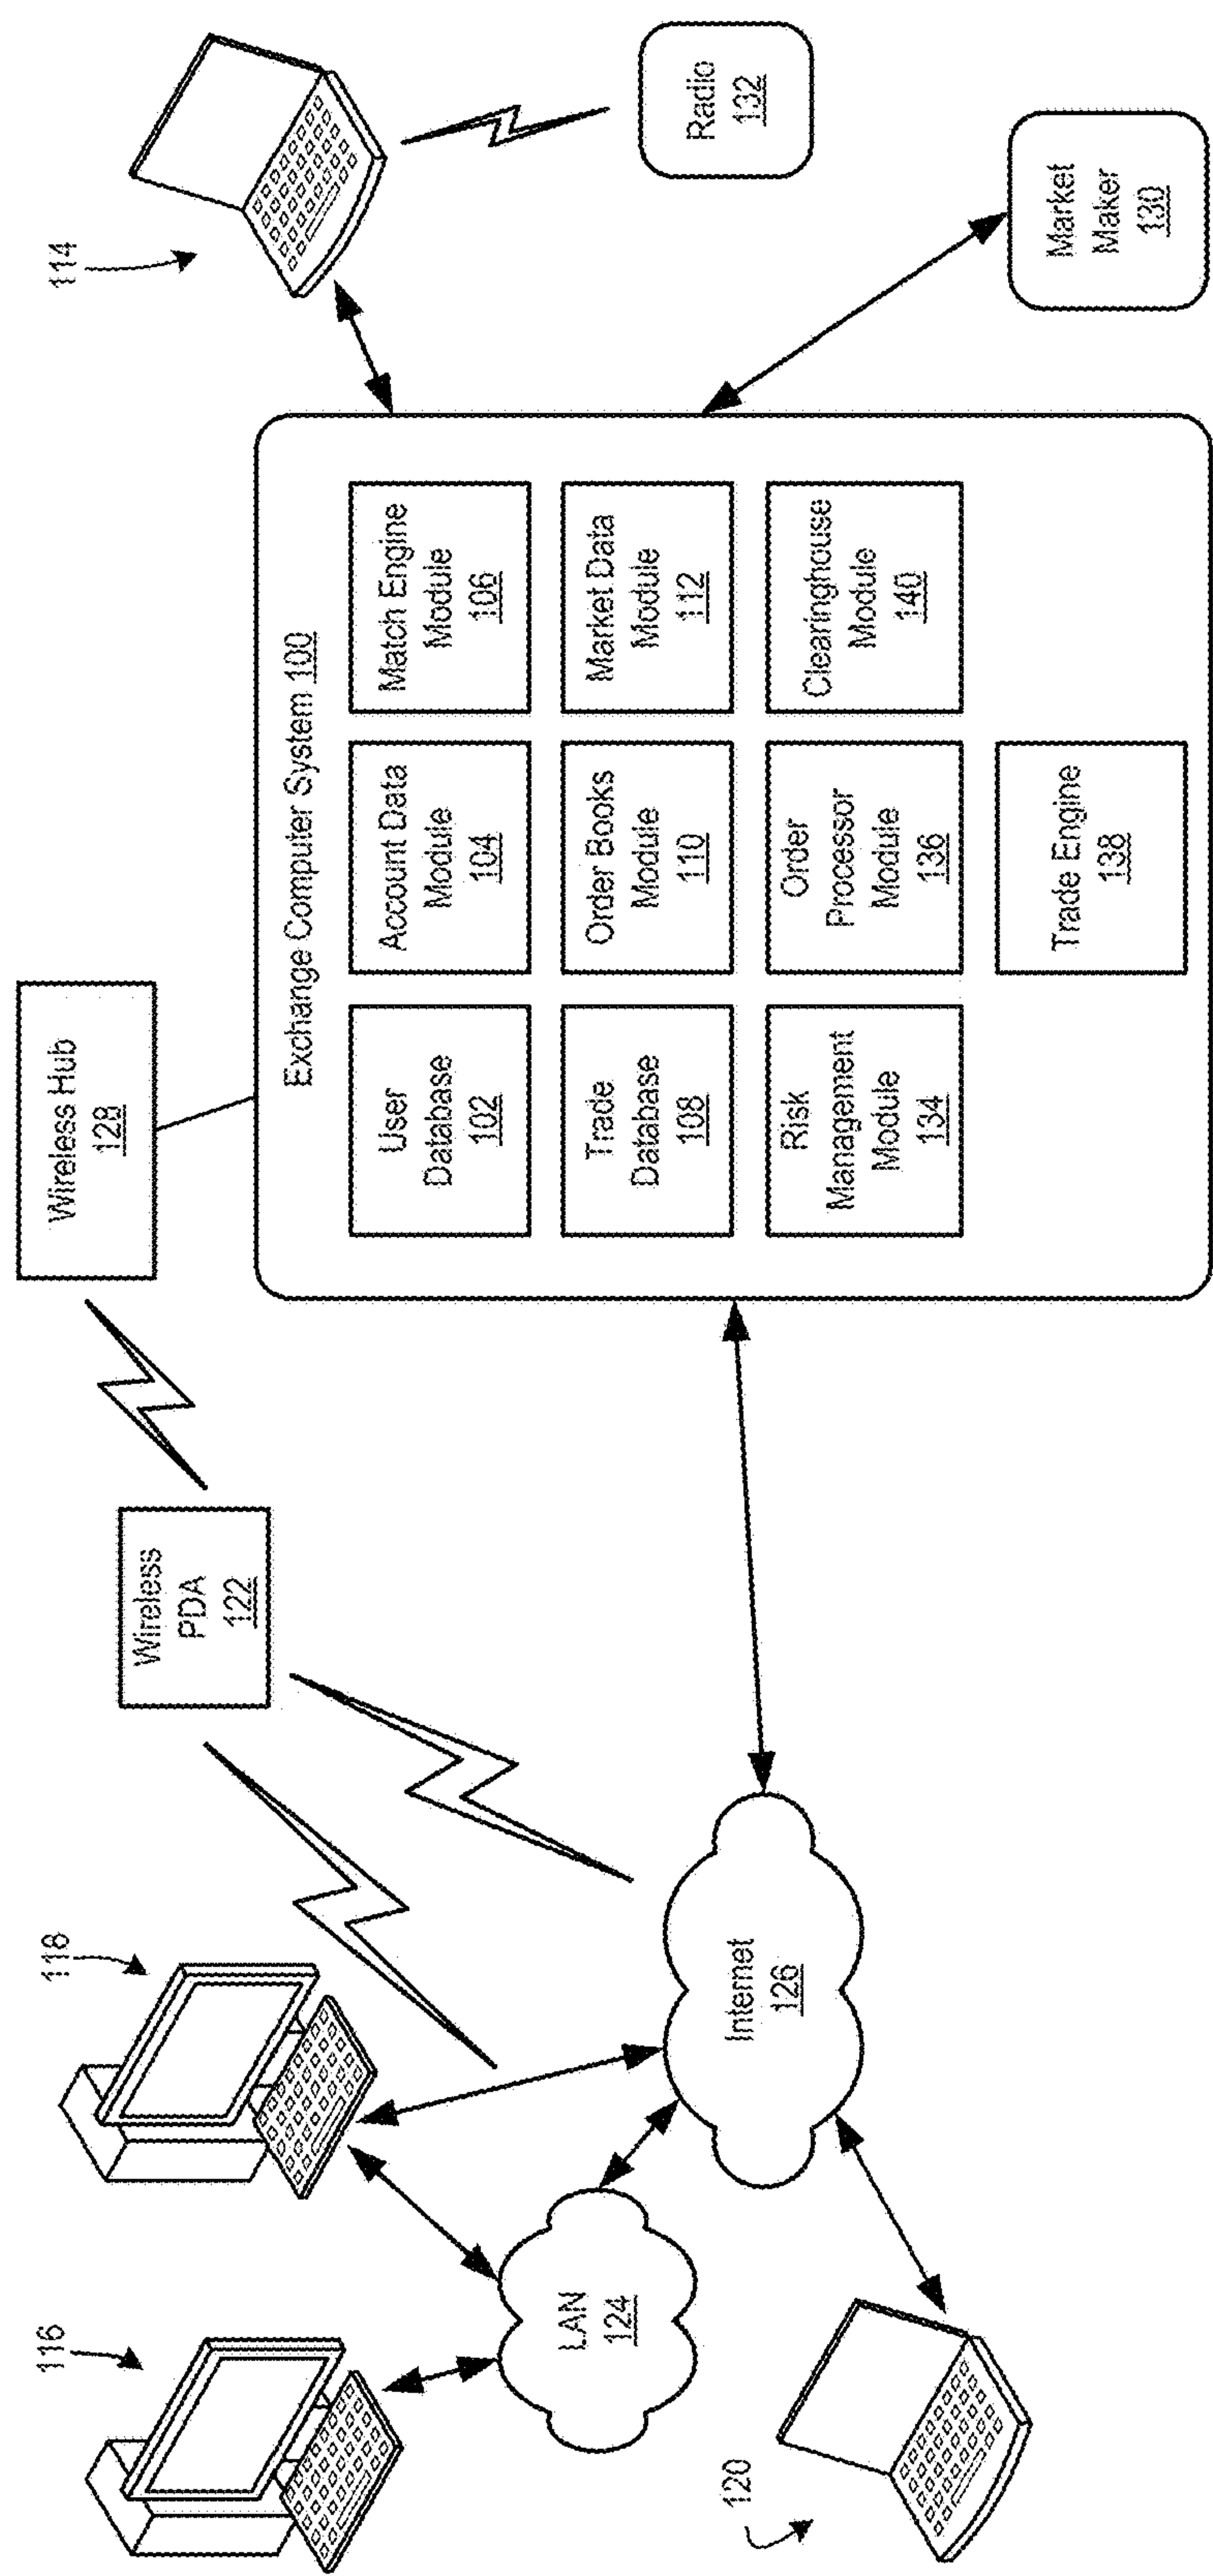 116
118
Wireless
PDA
122
Wireless Hub
128
114
Radio
132
Exchange Computer System 100
User
Database
102
Account Data
Module
104
Match Engine
Module
106
Trade
Database
108
Order Books
Module
110
Market Data
Module
112
Risk
Management
Module
134
Order
Processor
Module
136
Clearinghouse
Module
140
Trade Engine
138
Market
Maker
130
LAN
124
Internet
126
120